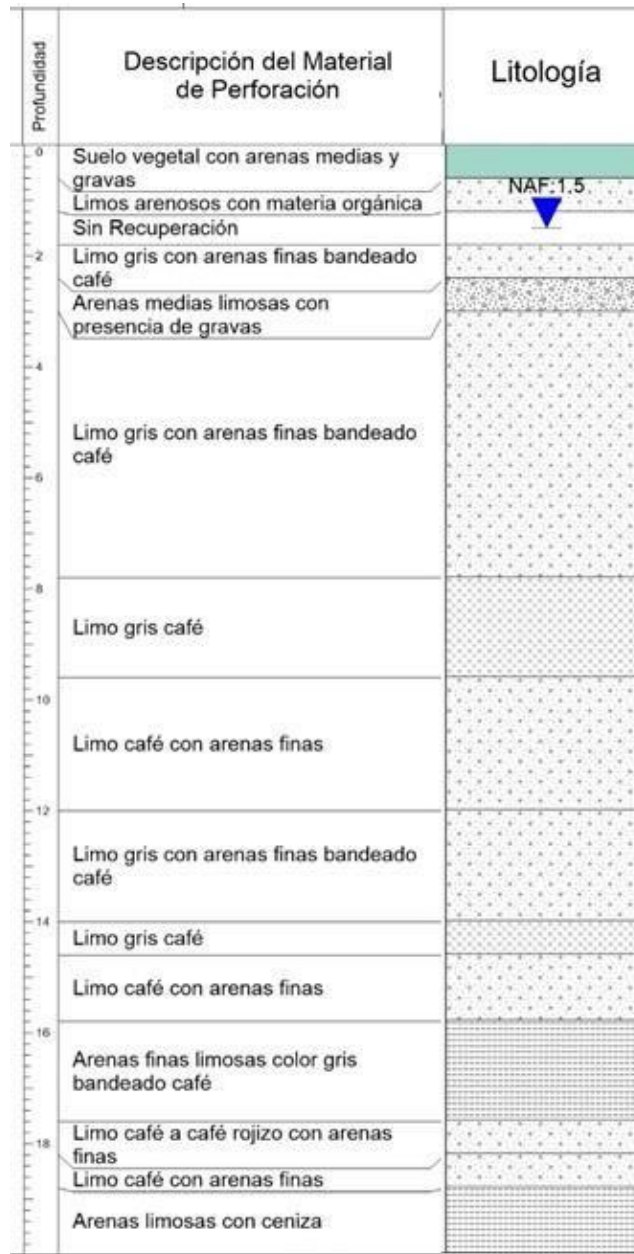 Profundidad
Descripción del Material
de Perforación
Litología
0
Suelo vegetal con arenas medias y
gravas
NAF:1.5
Limos arenosos con materia orgánica
Sin Recuperación
2
Limo gris con arenas finas bandeado
café
Arenas medias limosas con
presencia de gravas
4
Limo gris con arenas finas bandeado
café
6
8
Limo gris café
10
Limo café con arenas finas
12
Limo gris con arenas finas bandeado
café
14
Limo gris café
Limo café con arenas finas
16
Arenas finas limosas color gris
bandeado café
18
Limo café a café rojizo con arenas
finas
Limo café con arenas finas
Arenas limosas con ceniza